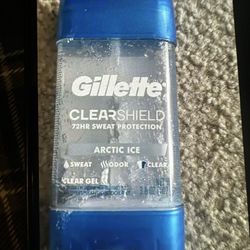 Gillette
CLEARSHIELD
72HR SWEAT PROTECTION
ARCTIC ICE
SWEAT ODOR CLEAR
CLEAR GEL